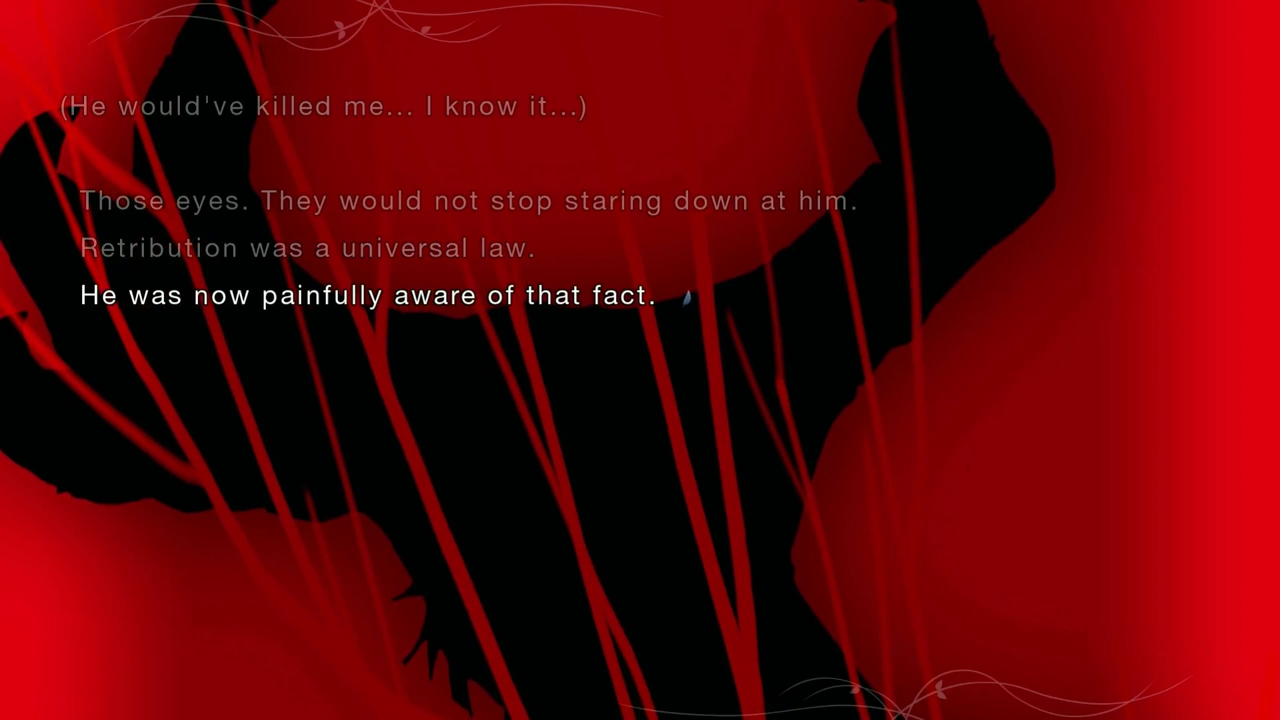 (He would've killed me... I know it...)
Those eyes. They would not stop staring down at him.
Retribution was a universal law.
He was now painfully aware of that fact.